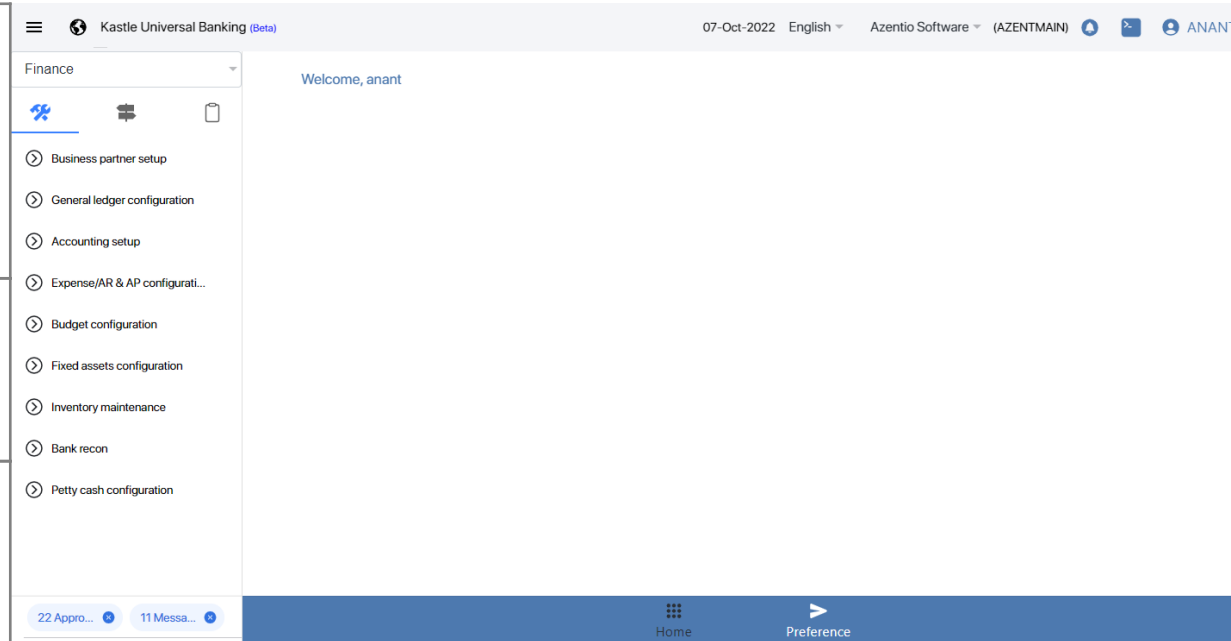 Kastle Universal Banking (Beta)
07-Oct-2022 English Azentio Software (AZENTMAIN) ANANT
Finance
Welcome, anant
Business partner setup
General ledger configuration
Accounting setup
Expense/AR & AP configurati...
Budget configuration
Fixed assets configuration
Inventory maintenance
Bank recon
Petty cash configuration
22 Appro... 11 Messa...
Home Preference